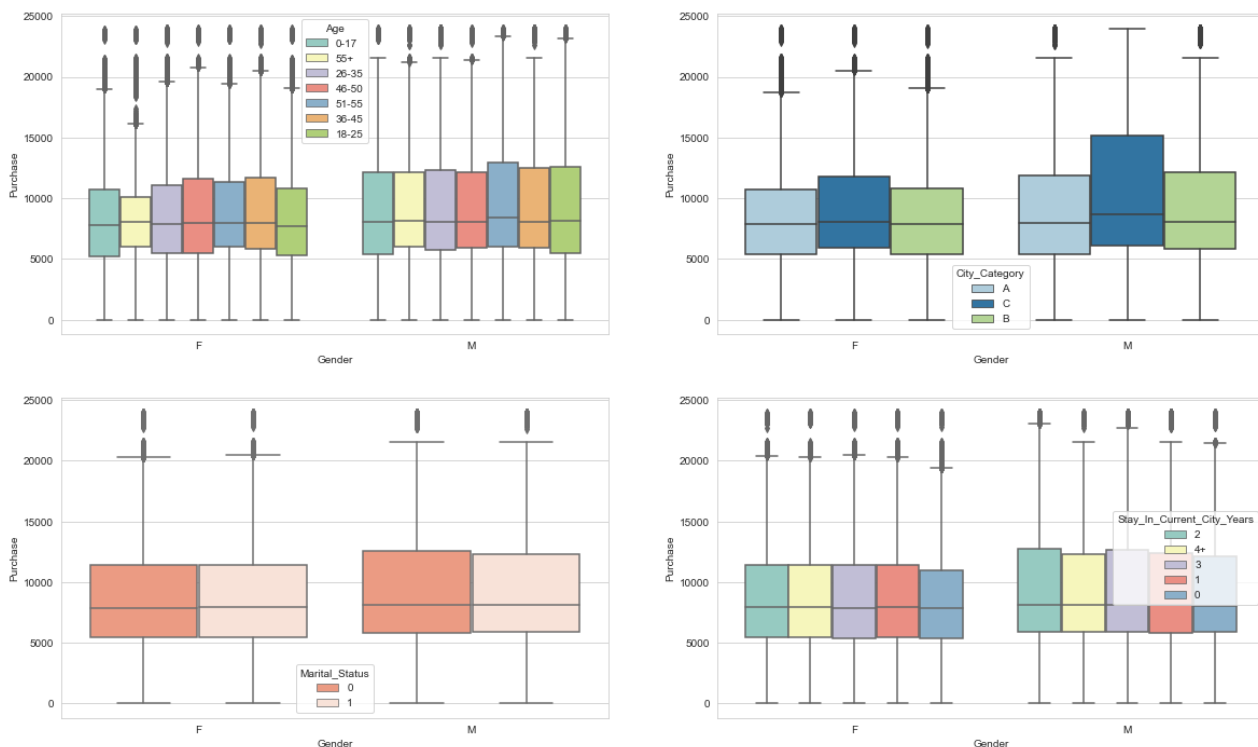 25000
20000
15000
10000
5000
0
Purchase
Age
0-17
55+
26-35
46-50
51-55
36-45
18-25
F
M
Gender
25000
20000
15000
10000
5000
0
Purchase
City_Category
A
C
B
F
M
Gender
25000
20000
15000
10000
5000
0
Purchase
Marital_Status
0
1
F
M
Gender
25000
20000
15000
10000
5000
0
Purchase
Stay_In_Current_City_Years
2
4+
3
1
0
F
M
Gender